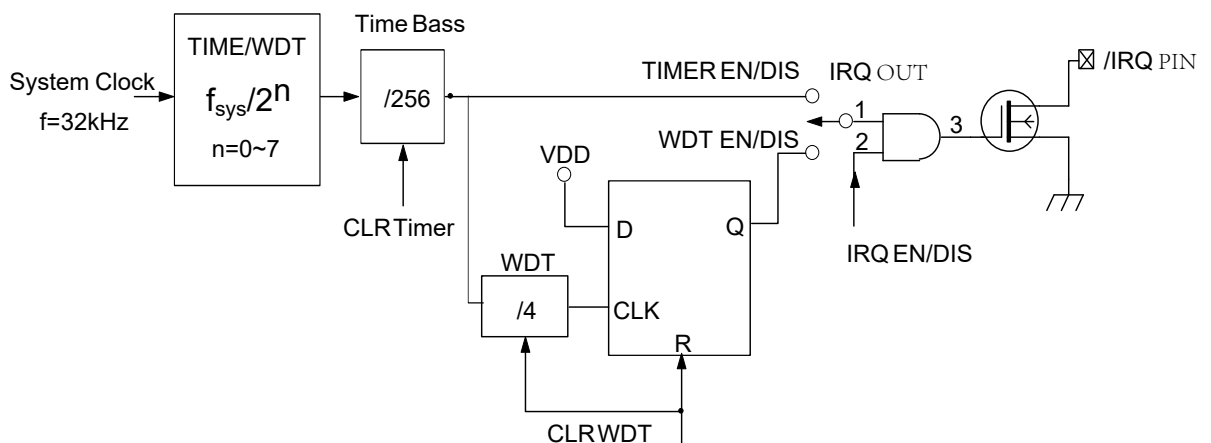 Time Bass
TIME/WDT
System Clock
f=32kHz
fsys/2^n
n=0~7
/256
CLR Timer
TIMER EN/DIS
IRQ OUT
/IRQ PIN
1
2
3
WDT EN/DIS
IRQ EN/DIS
VDD
D
Q
CLK
R
WDT
/4
CLR WDT